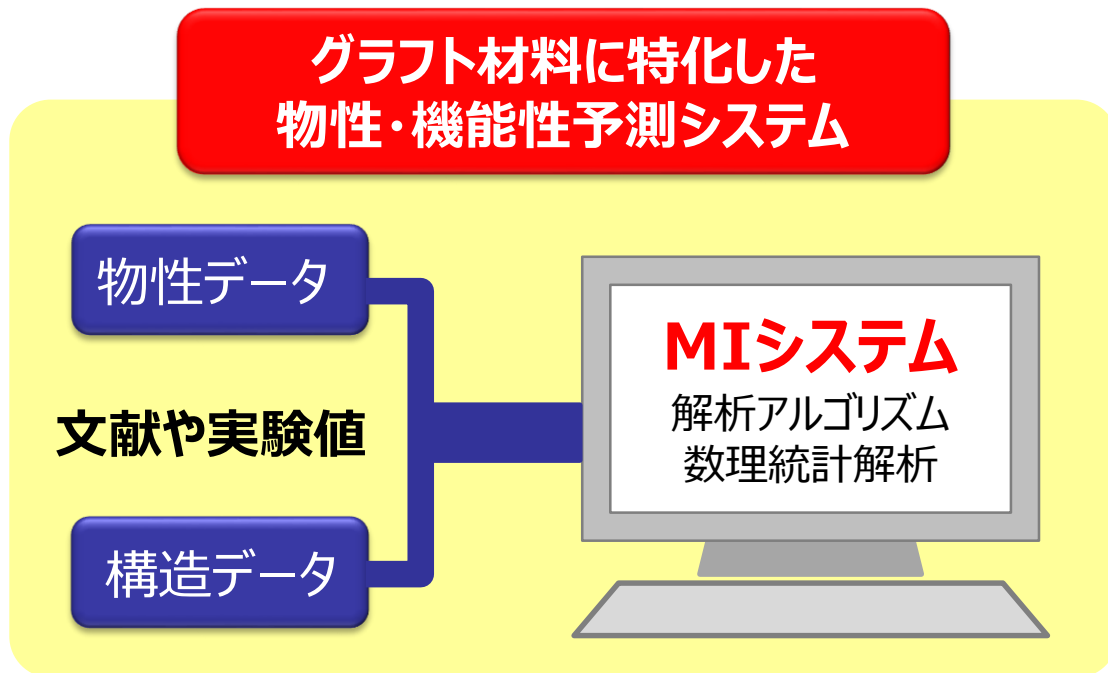 グラフト材料に特化した
物性・機能性予測システム
物性データ
文献や実験値
構造データ
MIシステム
解析アルゴリズム
数理統計解析